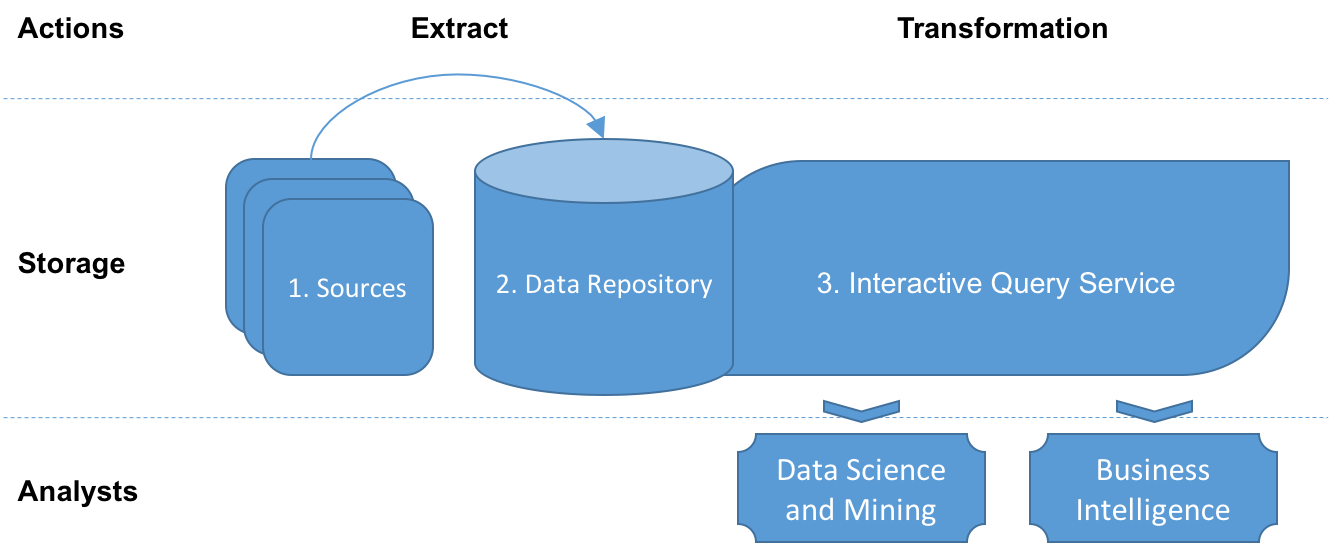 Actions
Extract
Transformation
Storage
1. Sources
2. Data Repository
3. Interactive Query Service
Analysts
Data Science
and Mining
Business
Intelligence